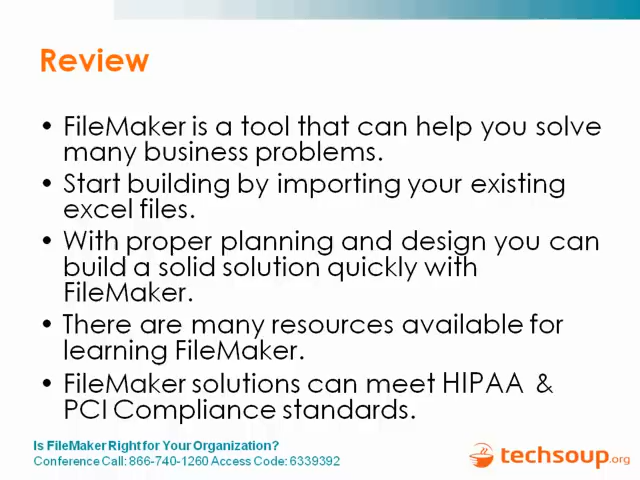 Review
• FileMaker is a tool that can help you solve
many business problems.
• Start building by importing your existing
excel files.
• With proper planning and design you can
build a solid solution quickly with
FileMaker.
• There are many resources available for
learning FileMaker.
• FileMaker solutions can meet HIPAA &
PCI Compliance standards.
Is FileMaker Right for Your Organization?
Conference Call: 866-740-1260 Access Code: 6339392
techsoup.org